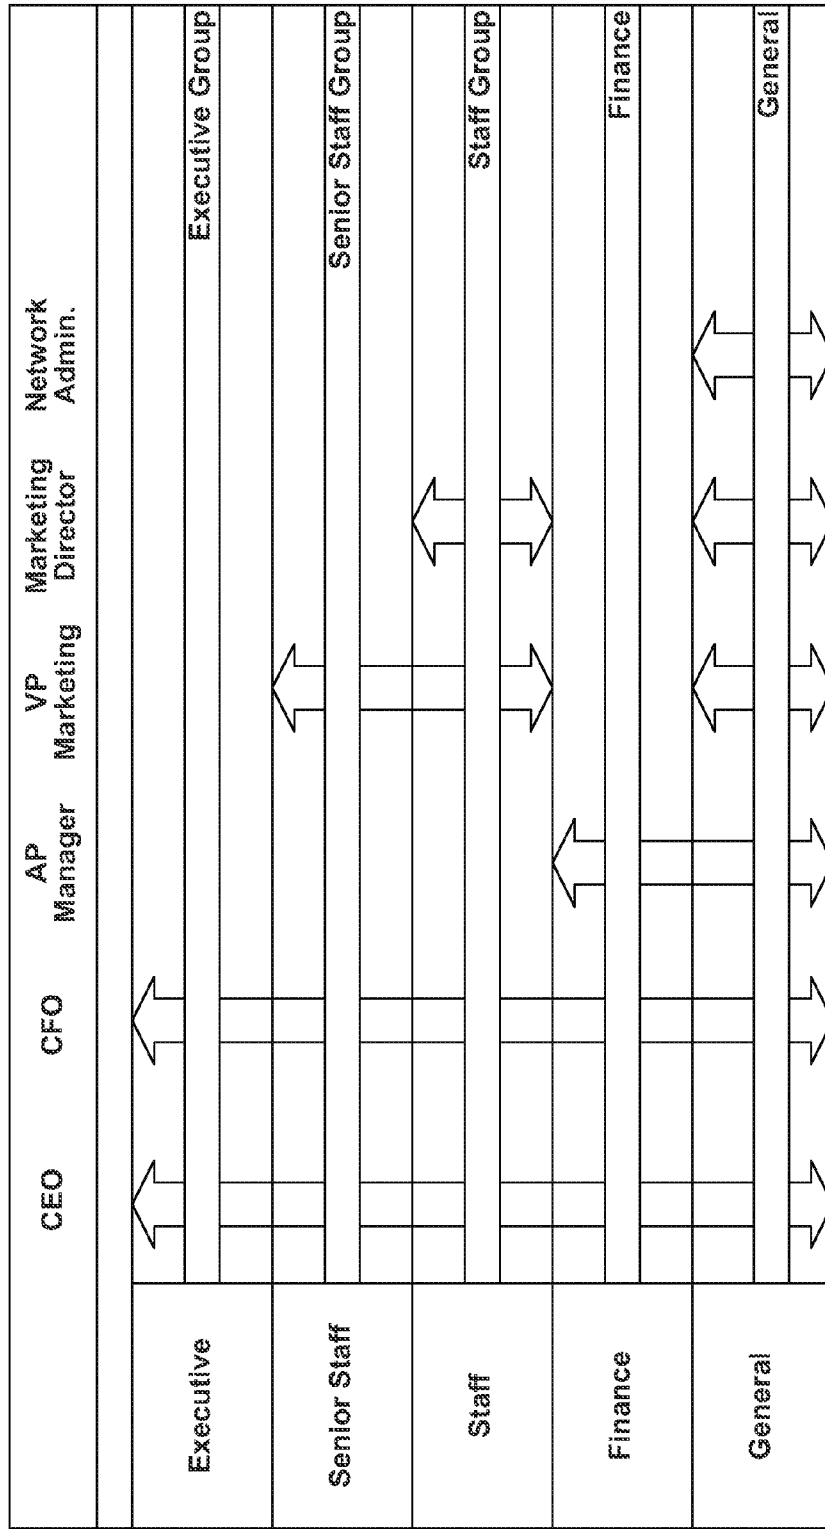 CEO
CFO
AP
Manager
VP
Marketing
Marketing
Director
Network
Admin.
Executive
Executive Group
Senior Staff
Senior Staff Group
Staff
Staff Group
Finance
Finance
General
General